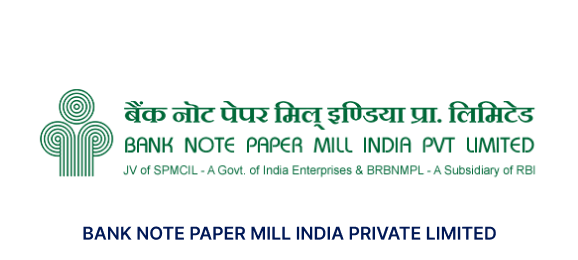 बैंक नॊट पेपर मिल् इण्डिया प्रा. लिमिटेड
BANK NOTE PAPER MILL INDIA PVT LIMITED
JV of SPMCIL - A Govt. of India Enterprises & BRBNMPL - A Subsidiary of RBI
BANK NOTE PAPER MILL INDIA PRIVATE LIMITED